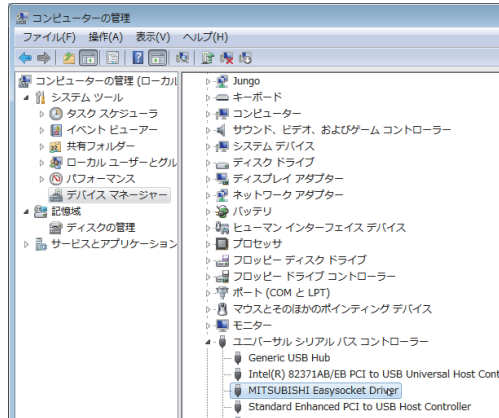 コンピューターの管理
ファイル(F) 操作(A) 表示(V) ヘルプ(H)
コンピューターの管理 (ローカル
システム ツール
タスク スケジューラ
イベント ビューアー
共有フォルダー
ローカル ユーザーとグル
パフォーマンス
デバイス マネージャー
記憶域
ディスクの管理
サービスとアプリケーション
Jungo
キーボード
コンピューター
サウンド、ビデオ、およびゲーム コントローラー
システム デバイス
ディスク ドライブ
ディスプレイ アダプター
ネットワーク アダプター
バッテリ
ヒューマン インターフェイス デバイス
プロセッサ
フロッピー ディスク ドライブ
フロッピー ドライブ コントローラー
ポート (COM と LPT)
マウスとそのほかのポインティング デバイス
モニター
ユニバーサル シリアル バス コントローラー
Generic USB Hub
Intel(R) 82371AB/EB PCI to USB Universal Host Cont
MITSUBISHI Easysocket Driver
Standard Enhanced PCI to USB Host Controller